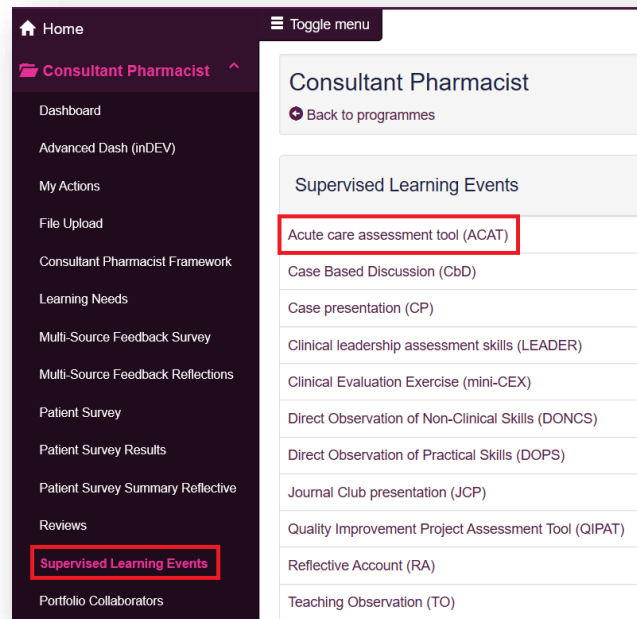 Home
Consultant Pharmacist
Dashboard
Advanced Dash (inDEV)
My Actions
File Upload
Consultant Pharmacist Framework
Learning Needs
Multi-Source Feedback Survey
Multi-Source Feedback Reflections
Patient Survey
Patient Survey Results
Patient Survey Summary Reflective
Reviews
Supervised Learning Events
Portfolio Collaborators
Toggle menu
Consultant Pharmacist
Back to programmes
Supervised Learning Events
Acute care assessment tool (ACAT)
Case Based Discussion (CbD)
Case presentation (CP)
Clinical leadership assessment skills (LEADER)
Clinical Evaluation Exercise (mini-CEX)
Direct Observation of Non-Clinical Skills (DONCS)
Direct Observation of Practical Skills (DOPS)
Journal Club presentation (JCP)
Quality Improvement Project Assessment Tool (QIPAT)
Reflective Account (RA)
Teaching Observation (TO)